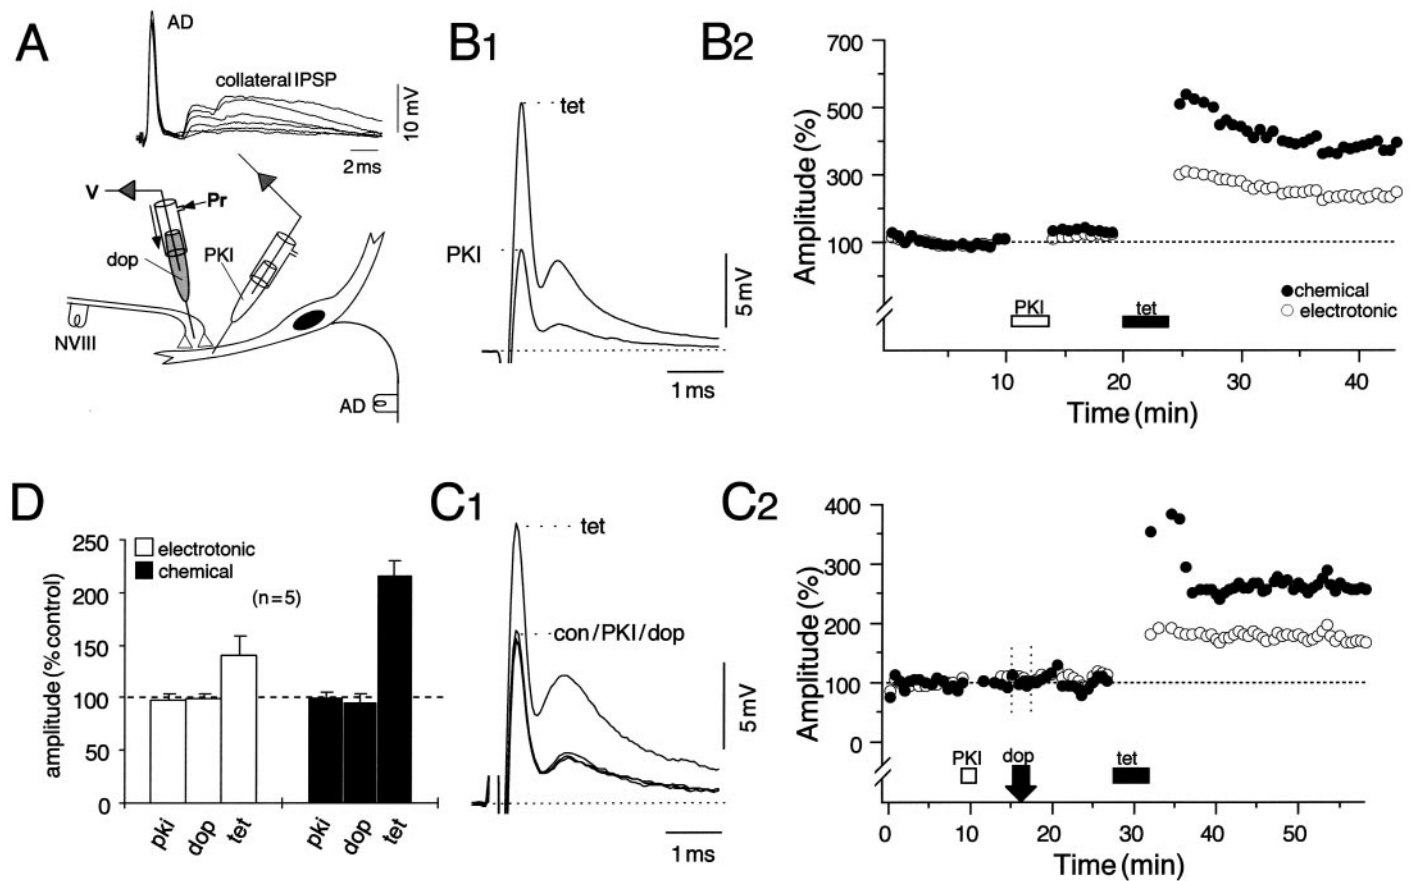 A
AD
collateral IPSP
10 mV
2 ms
V
Pr
dop
PKI
NVIII
AD
B1
tet
PKI
5 mV
1 ms
B2
Amplitude (%)
700
500
300
100
PKI
tet
chemical
electrotonic
10
20
30
40
Time (min)
D
amplitude (% control)
250
200
150
100
50
0
electrotonic
chemical
(n=5)
pki
dop
tet
pki
dop
tet
C1
tet
con/PKI/dop
5 mV
1 ms
C2
Amplitude (%)
400
300
200
100
0
PKI
dop
tet
0
10
20
30
40
50
Time (min)